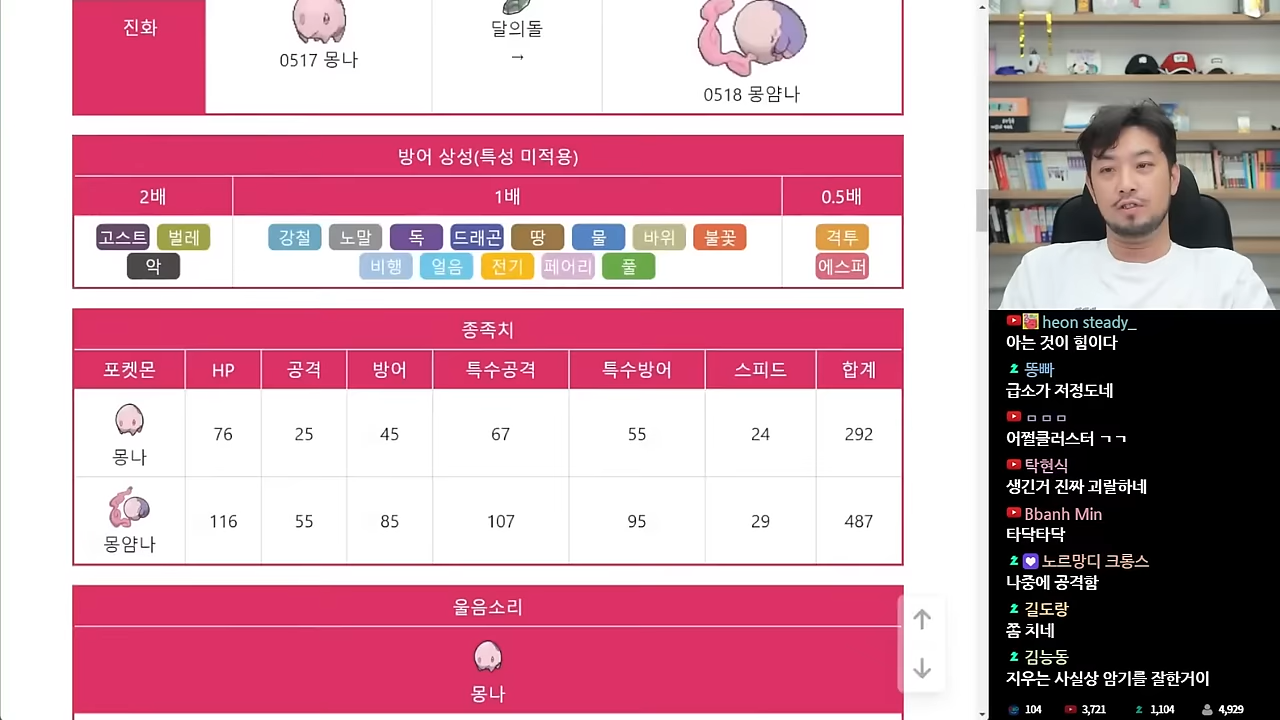 진화
0517 몽나
달의돌
→
0518 몽얌나
방어 상성(특성 미적용)
2배
1배
0.5배
고스트 벌레
악
강철 노말 독 드래곤 땅 물 바위 불꽃
비행 얼음 전기 페어리 풀
격투
에스퍼
종족치
포켓몬 HP 공격 방어 특수공격 특수방어 스피드 합계
몽나 76 25 45 67 55 24 292
몽얌나 116 55 85 107 95 29 487
울음소리
몽나
heon steady_
아는 것이 힘이다
똥빠
급소가 저정도네
ㅁㅁㅁ
어쩔클러스터 ㄱㄱ
탁현식
생긴거 진짜 괴랄하네
Bbanh Min
타닥타닥
노르망디 크롱스
나중에 공격함
길도랑
쫌 치네
김능동
지우는 사실상 암기를 잘한거이
104 3,721 1,104 4,929